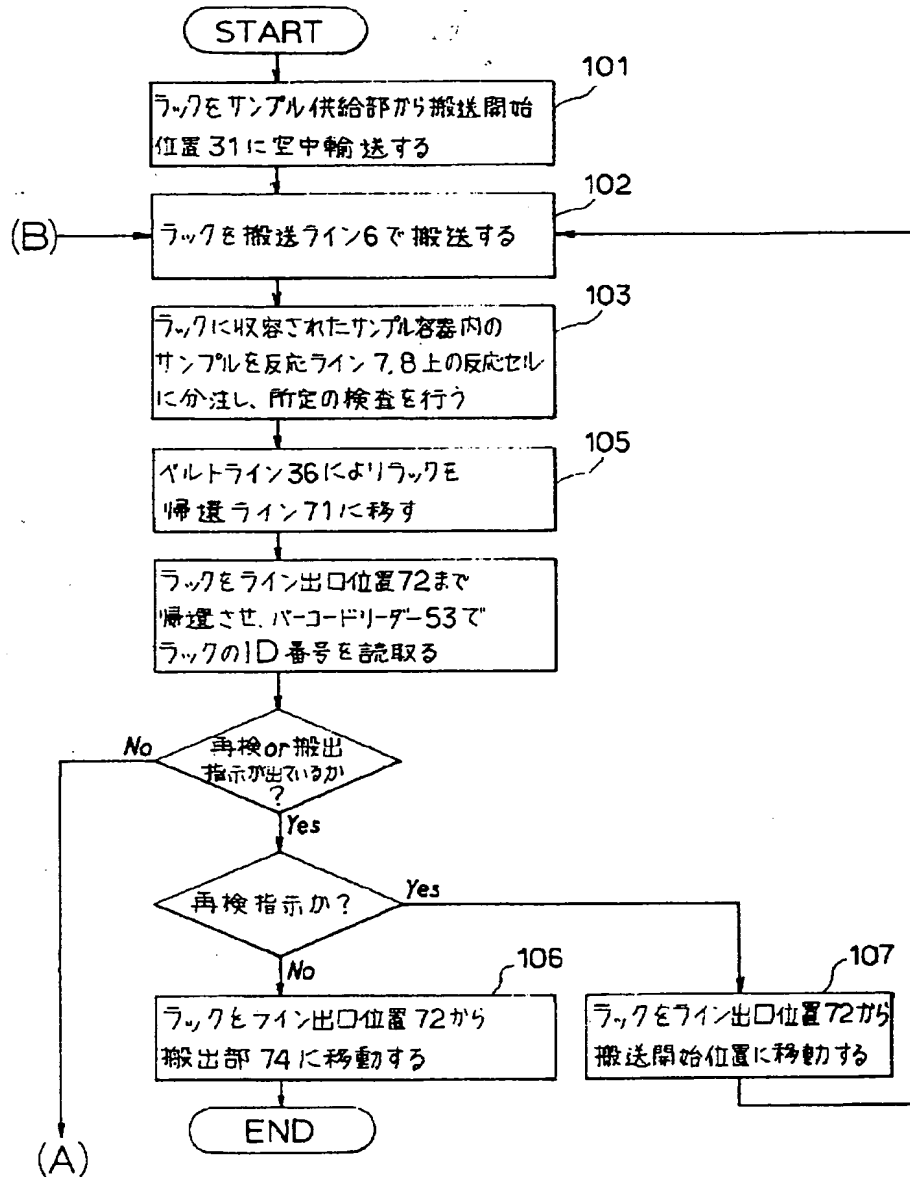 START
101
ラックをサンプル供給部から搬送開始
位置31に空中輸送する
102
(B)
ラックを搬送ライン6で搬送する
103
ラックに収容されたサンプル容器内の
サンプルを反応ライン7,8上の反応セル
に分注し、所定の検査を行う
105
ベルトライン36によりラックを
帰還ライン71に移す
ラックをライン出口位置72まで
帰還させ、バーコードリーダー53で
ラックのID番号を読取る
No
再検or搬出
指示が出ているか
?
Yes
再検指示か?
Yes
No
106
ラックをライン出口位置72から
搬出部74に移動する
107
ラックをライン出口位置72から
搬送開始位置に移動する
END
(A)